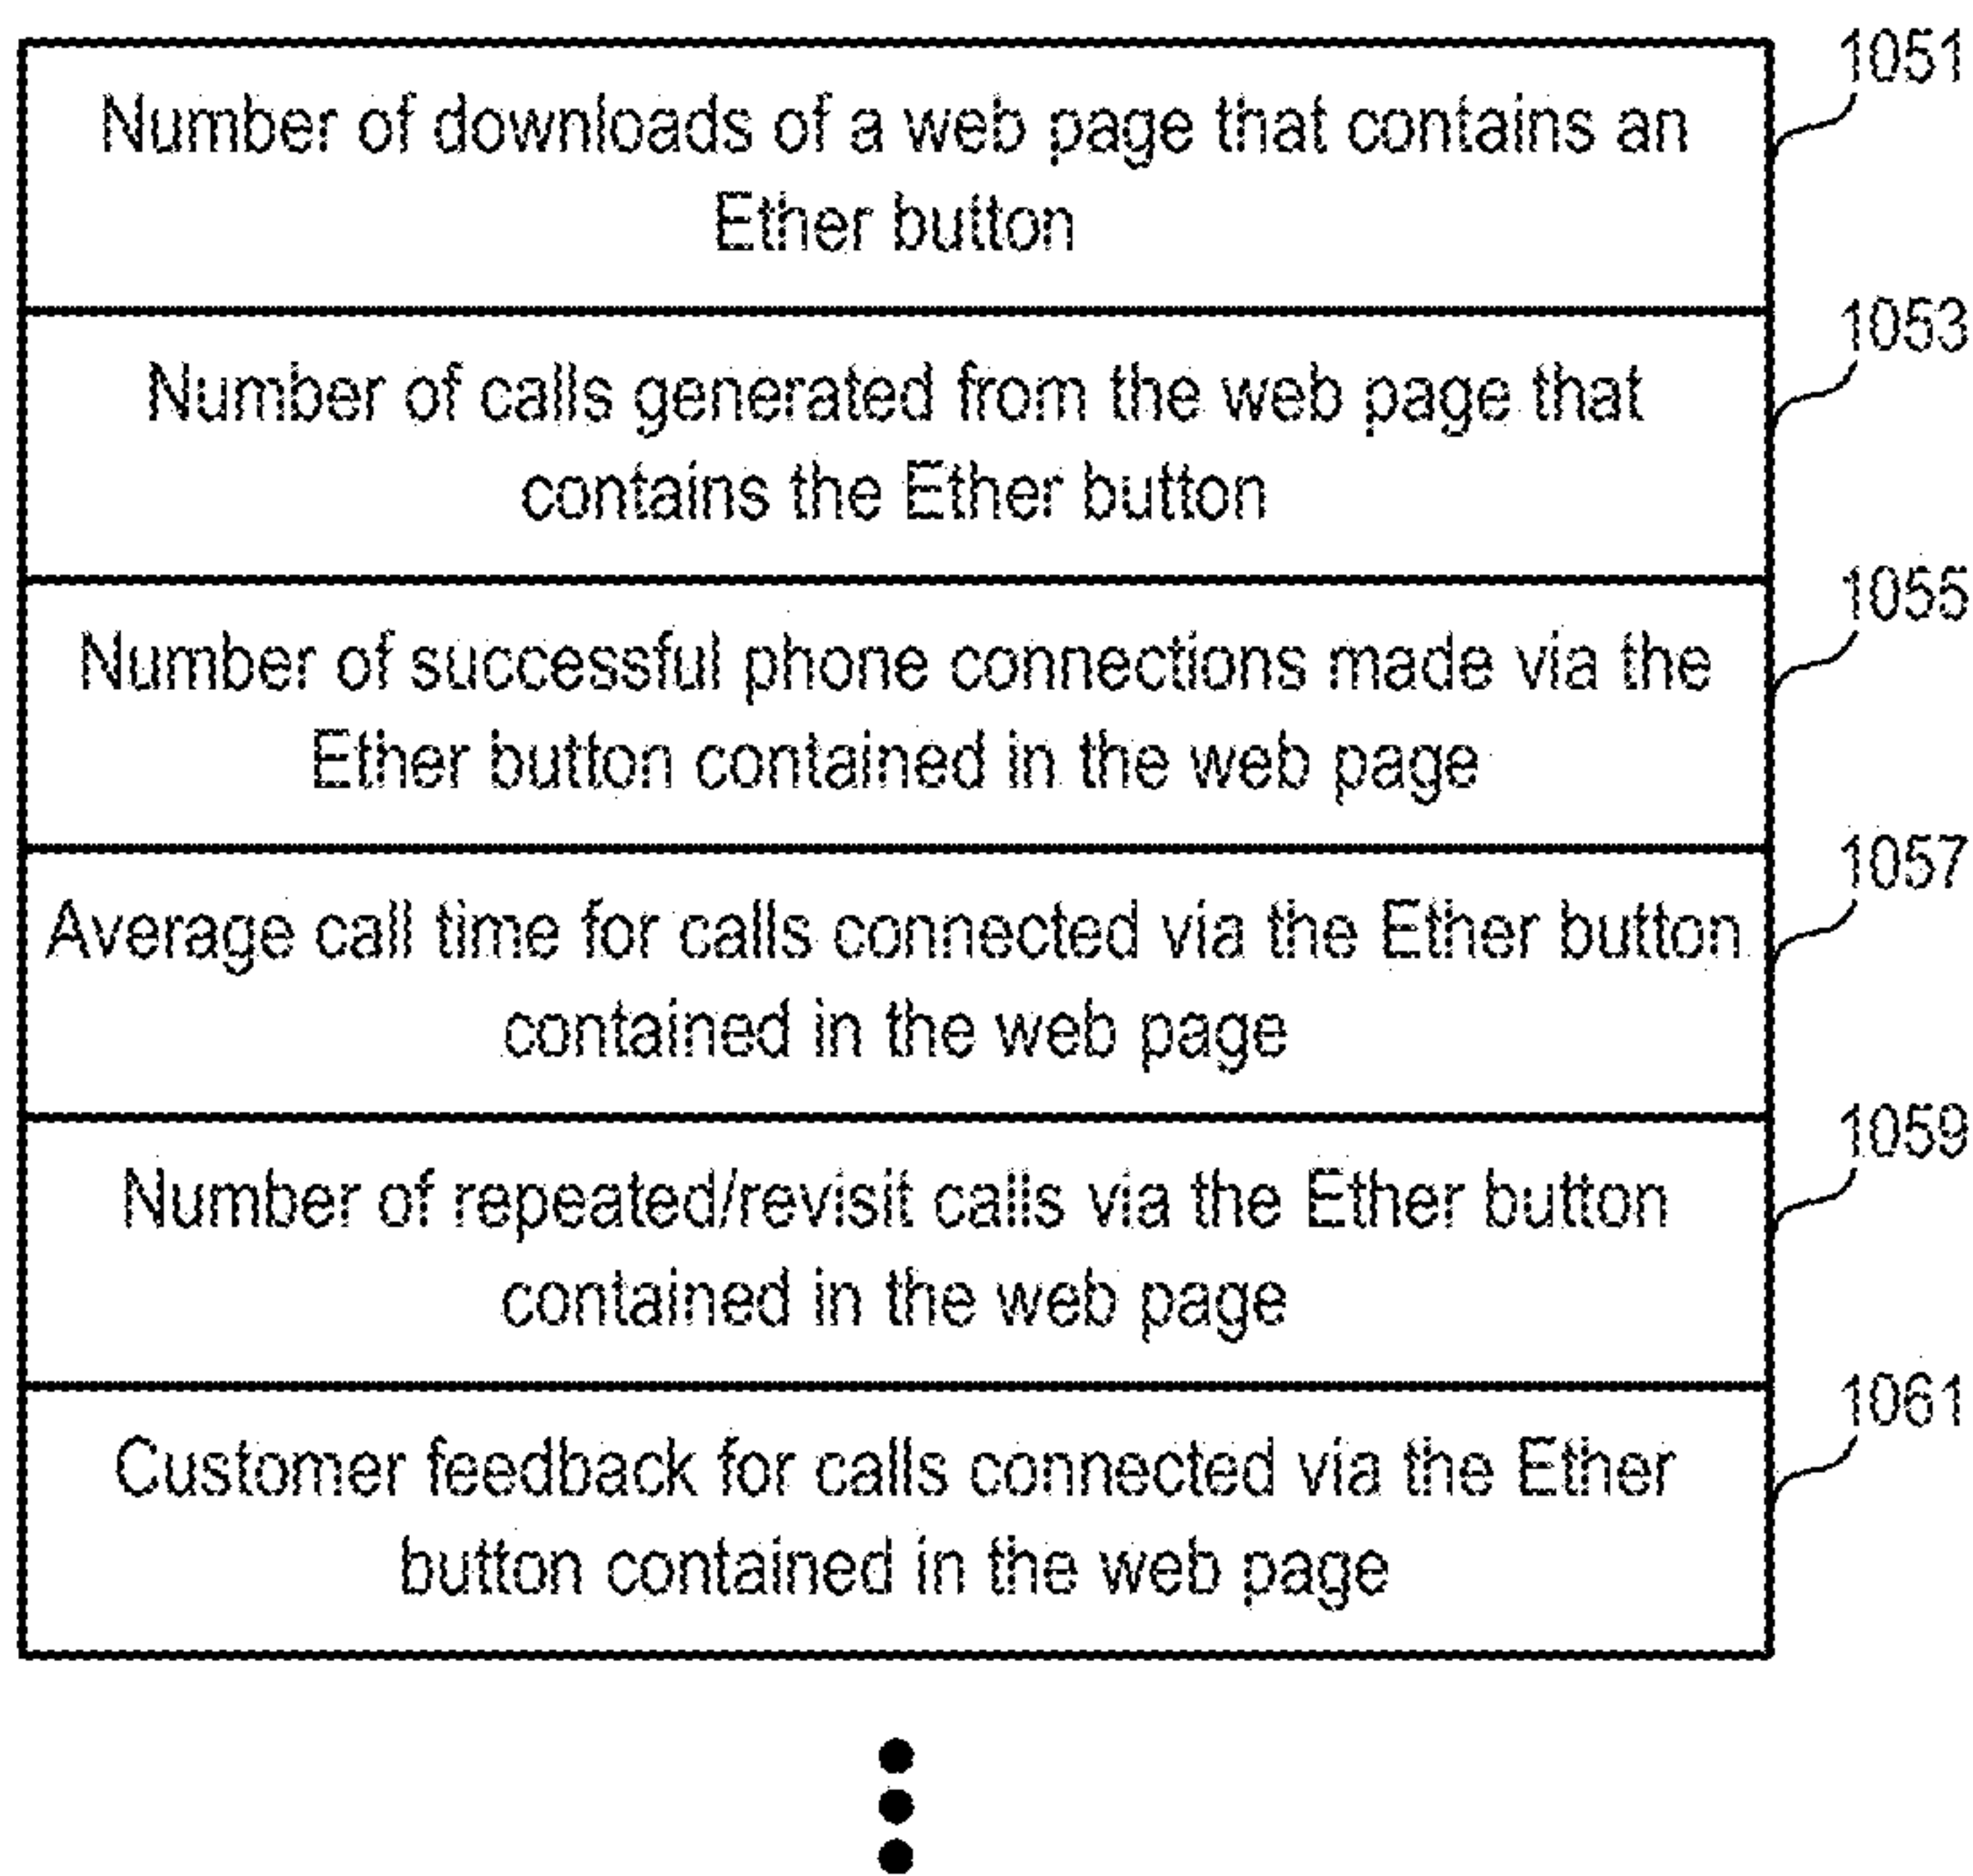 1051
Number of downloads of a web page that contains an
Ether button
1053
Number of calls generated from the web page that
contains the Ether button
1055
Number of successful phone connections made via the
Ether button contained in the web page
1057
Average call time for calls connected via the Ether button
contained in the web page
1059
Number of repeated/revisit calls via the Ether button
contained in the web page
1061
Customer feedback for calls connected via the Ether
button contained in the web page